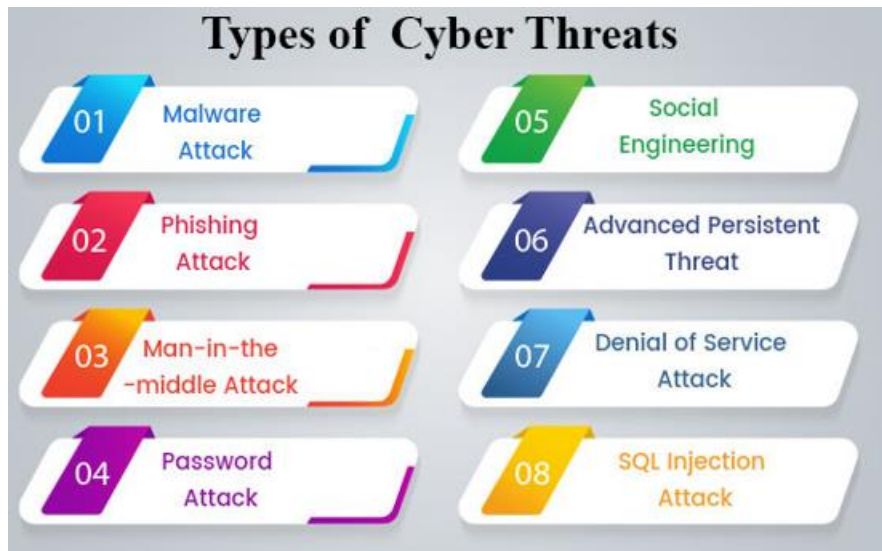 Types of Cyber Threats
01
Malware
Attack
02
Phishing
Attack
03
Man-in-the
-middle Attack
04
Password
Attack
05
Social
Engineering
06
Advanced Persistent
Threat
07
Denial of Service
Attack
08
SQL Injection
Attack